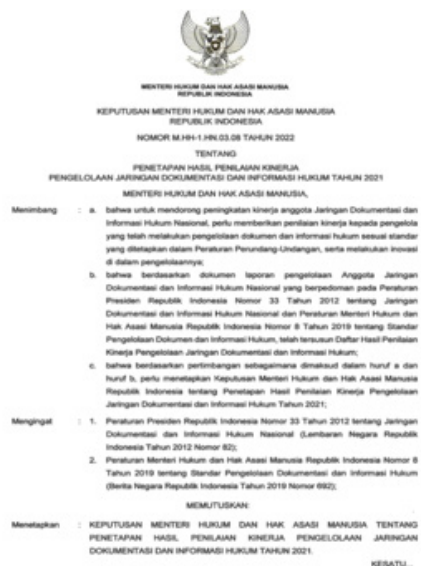 MENTERI HUKUM DAN HAK ASASI MANUSIA
REPUBLIK INDONESIA
KEPUTUSAN MENTERI HUKUM DAN HAK ASASI MANUSIA
REPUBLIK INDONESIA
NOMOR M.HH-1.HN.03.08 TAHUN 2022
TENTANG
PENETAPAN HASIL PENILAIAN KINERJA
PENGELOLAAN JARINGAN DOKUMENTASI DAN INFORMASI HUKUM TAHUN 2021
MENTERI HUKUM DAN HAK ASASI MANUSIA,
Menimbang : a. bahwa untuk mendorong peningkatan kinerja anggota Jaringan Dokumentasi dan
Informasi Hukum Nasional, perlu memberikan penilaian kinerja kepada pengelola
yang telah melakukan pengelolaan dokumen dan informasi hukum sesuai standar
yang ditetapkan dalam Peraturan Perundang-Undangan, serta melakukan inovasi
di dalam pengelolaannya;
b. bahwa berdasarkan dokumen laporan pengelolaan Anggota Jaringan
Dokumentasi dan Informasi Hukum Nasional yang berpedoman pada Peraturan
Presiden Republik Indonesia Nomor 33 Tahun 2012 tentang Jaringan
Dokumentasi dan Informasi Hukum Nasional dan Peraturan Menteri Hukum dan
Hak Asasi Manusia Republik Indonesia Nomor 8 Tahun 2019 tentang Standar
Pengelolaan Dokumen dan Informasi Hukum, telah tersusun Daftar Hasil Penilaian
Kinerja Pengelolaan Jaringan Dokumentasi dan Informasi Hukum;
c. bahwa berdasarkan pertimbangan sebagaimana dimaksud dalam huruf a dan
huruf b, perlu menetapkan Keputusan Menteri Hukum dan Hak Asasi Manusia
Republik Indonesia tentang Penetapan Hasil Penilaian Kinerja Pengelolaan
Jaringan Dokumentasi dan Informasi Hukum Tahun 2021;
Mengingat : 1. Peraturan Presiden Republik Indonesia Nomor 33 Tahun 2012 tentang Jaringan
Dokumentasi dan Informasi Hukum Nasional (Lembaran Negara Republik
Indonesia Tahun 2012 Nomor 82);
2. Peraturan Menteri Hukum dan Hak Asasi Manusia Republik Indonesia Nomor 8
Tahun 2019 tentang Standar Pengelolaan Dokumentasi dan Informasi Hukum
(Berita Negara Republik Indonesia Tahun 2019 Nomor 692);
MEMUTUSKAN:
Menetapkan : KEPUTUSAN MENTERI HUKUM DAN HAK ASASI MANUSIA TENTANG
PENETAPAN HASIL PENILAIAN KINERJA PENGELOLAAN JARINGAN
DOKUMENTASI DAN INFORMASI HUKUM TAHUN 2021.
KESATU...